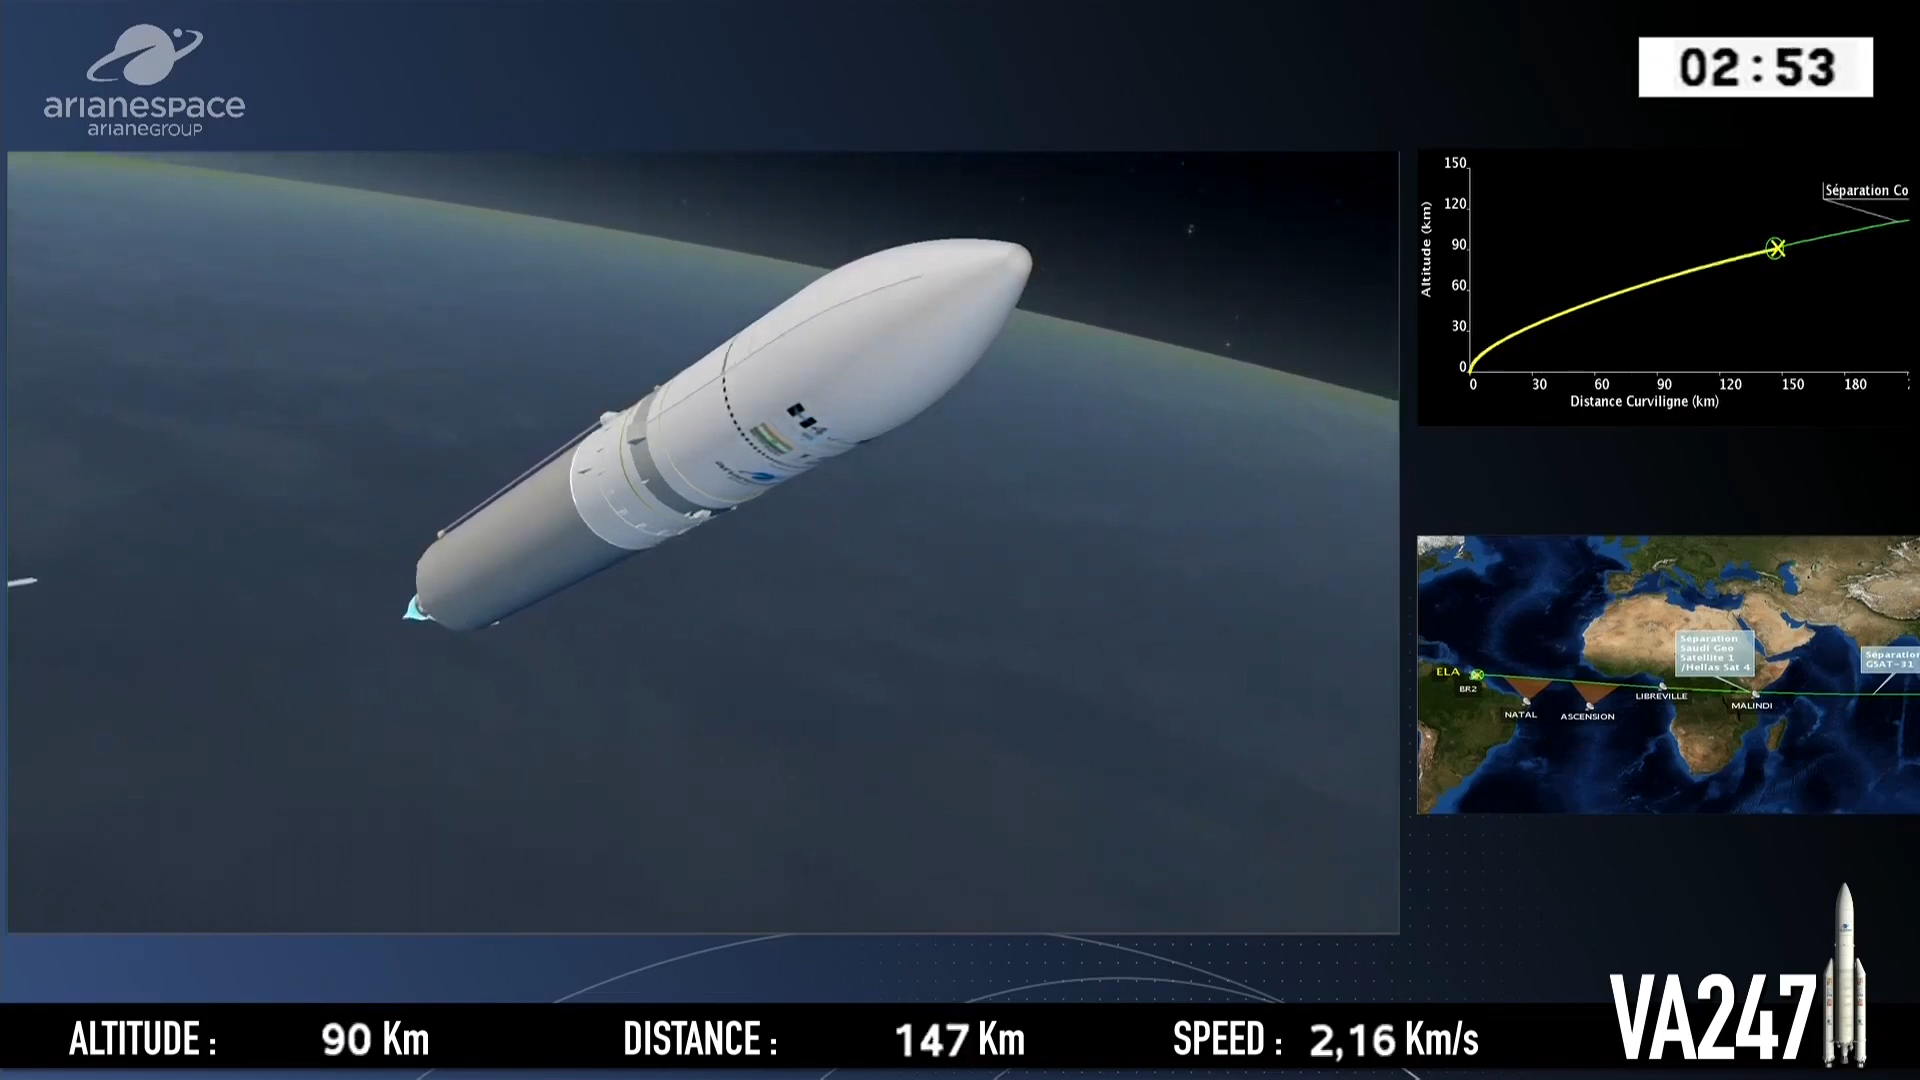 arianespace
arianeGROUP
02:53
150
120
90
60
30
0
Altitude (km)
Séparation Co
0 30 60 90 120 150 180
Distance Curviligne (km)
Séparation
Saudi Geo
Satellite 1
/Hellas Sat 4
Séparation
GSAT-31
ELA
BR2
NATAL
ASCENSION
LIBREVILLE
MALINDI
ALTITUDE : 90 Km
DISTANCE : 147 Km
SPEED : 2,16 Km/s
VA247